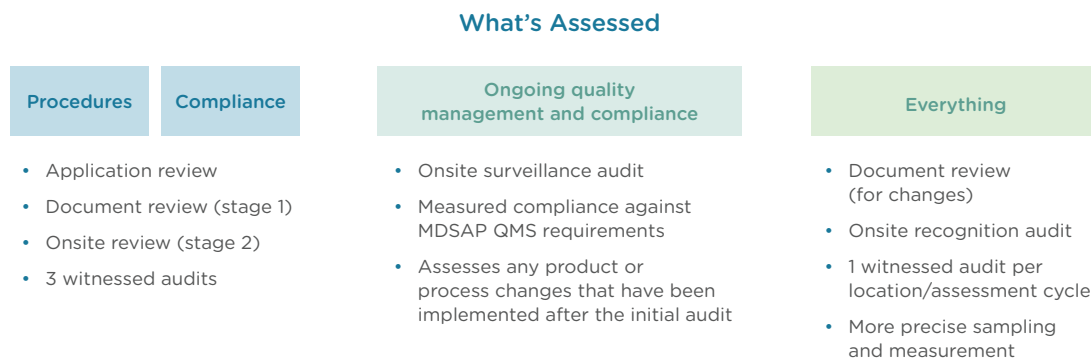 What's Assessed
Procedures
Compliance
• Application review
• Document review (stage 1)
• Onsite review (stage 2)
• 3 witnessed audits
Ongoing quality
management and compliance
• Onsite surveillance audit
• Measured compliance against
MDSAP QMS requirements
• Assesses any product or
process changes that have been
implemented after the initial audit
Everything
• Document review
(for changes)
• Onsite recognition audit
• 1 witnessed audit per
location/assessment cycle
• More precise sampling
and measurement